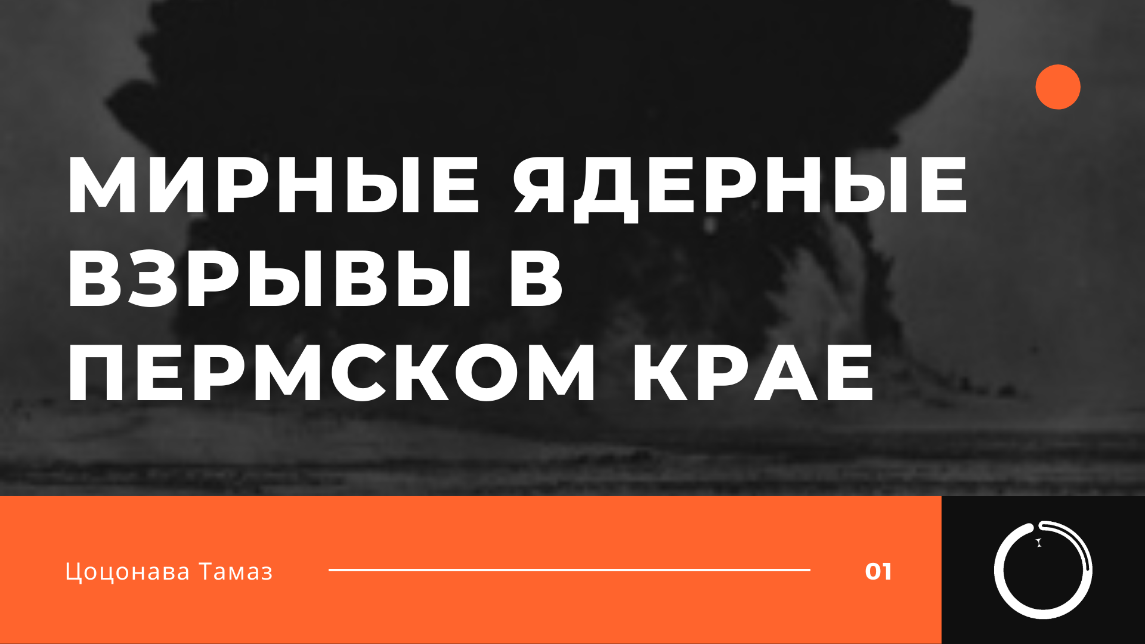 МИРНЫЕ ЯДЕРНЫЕ
ВЗРЫВЫ В
ПЕРМСКОМ КРАЕ
Цоцонава Тамаз
01